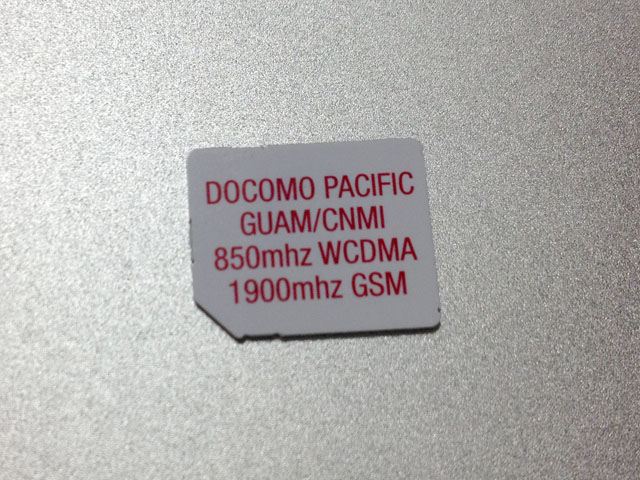 DOCOMO PACIFIC
GUAM/CNMI
850mhz WCDMA
1900mhz GSM